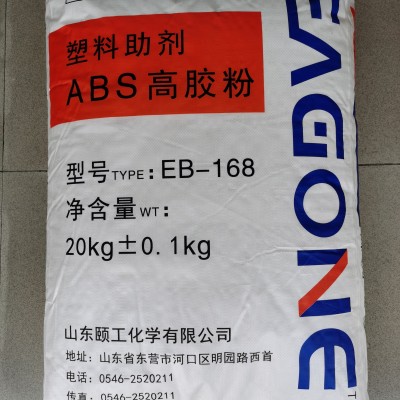 塑料助剂
ABS高胶粉
型号TYPE:EB-168
净含量WT:
20kg±0.1kg
山东颐工化学有限公司
地址:山东省东营市河口区明园路西首
电话:0546-2520211
传真:0546-2520211
EAGONE